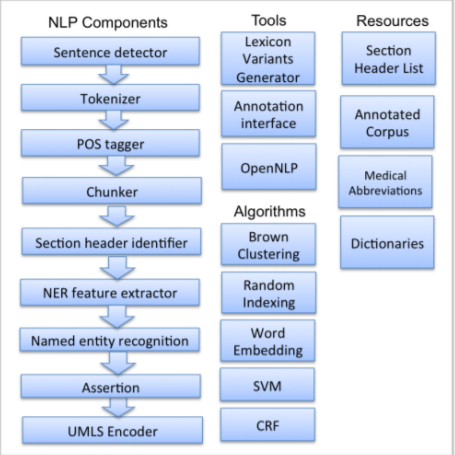 NLP Components
Sentence detector
Tokenizer
POS tagger
Chunker
Section header identifier
NER feature extractor
Named entity recognition
Assertion
UMLS Encoder
Tools
Lexicon
Variants
Generator
Annotation
interface
OpenNLP
Algorithms
Brown
Clustering
Random
Indexing
Word
Embedding
SVM
CRF
Resources
Section
Header List
Annotated
Corpus
Medical
Abbreviations
Dictionaries